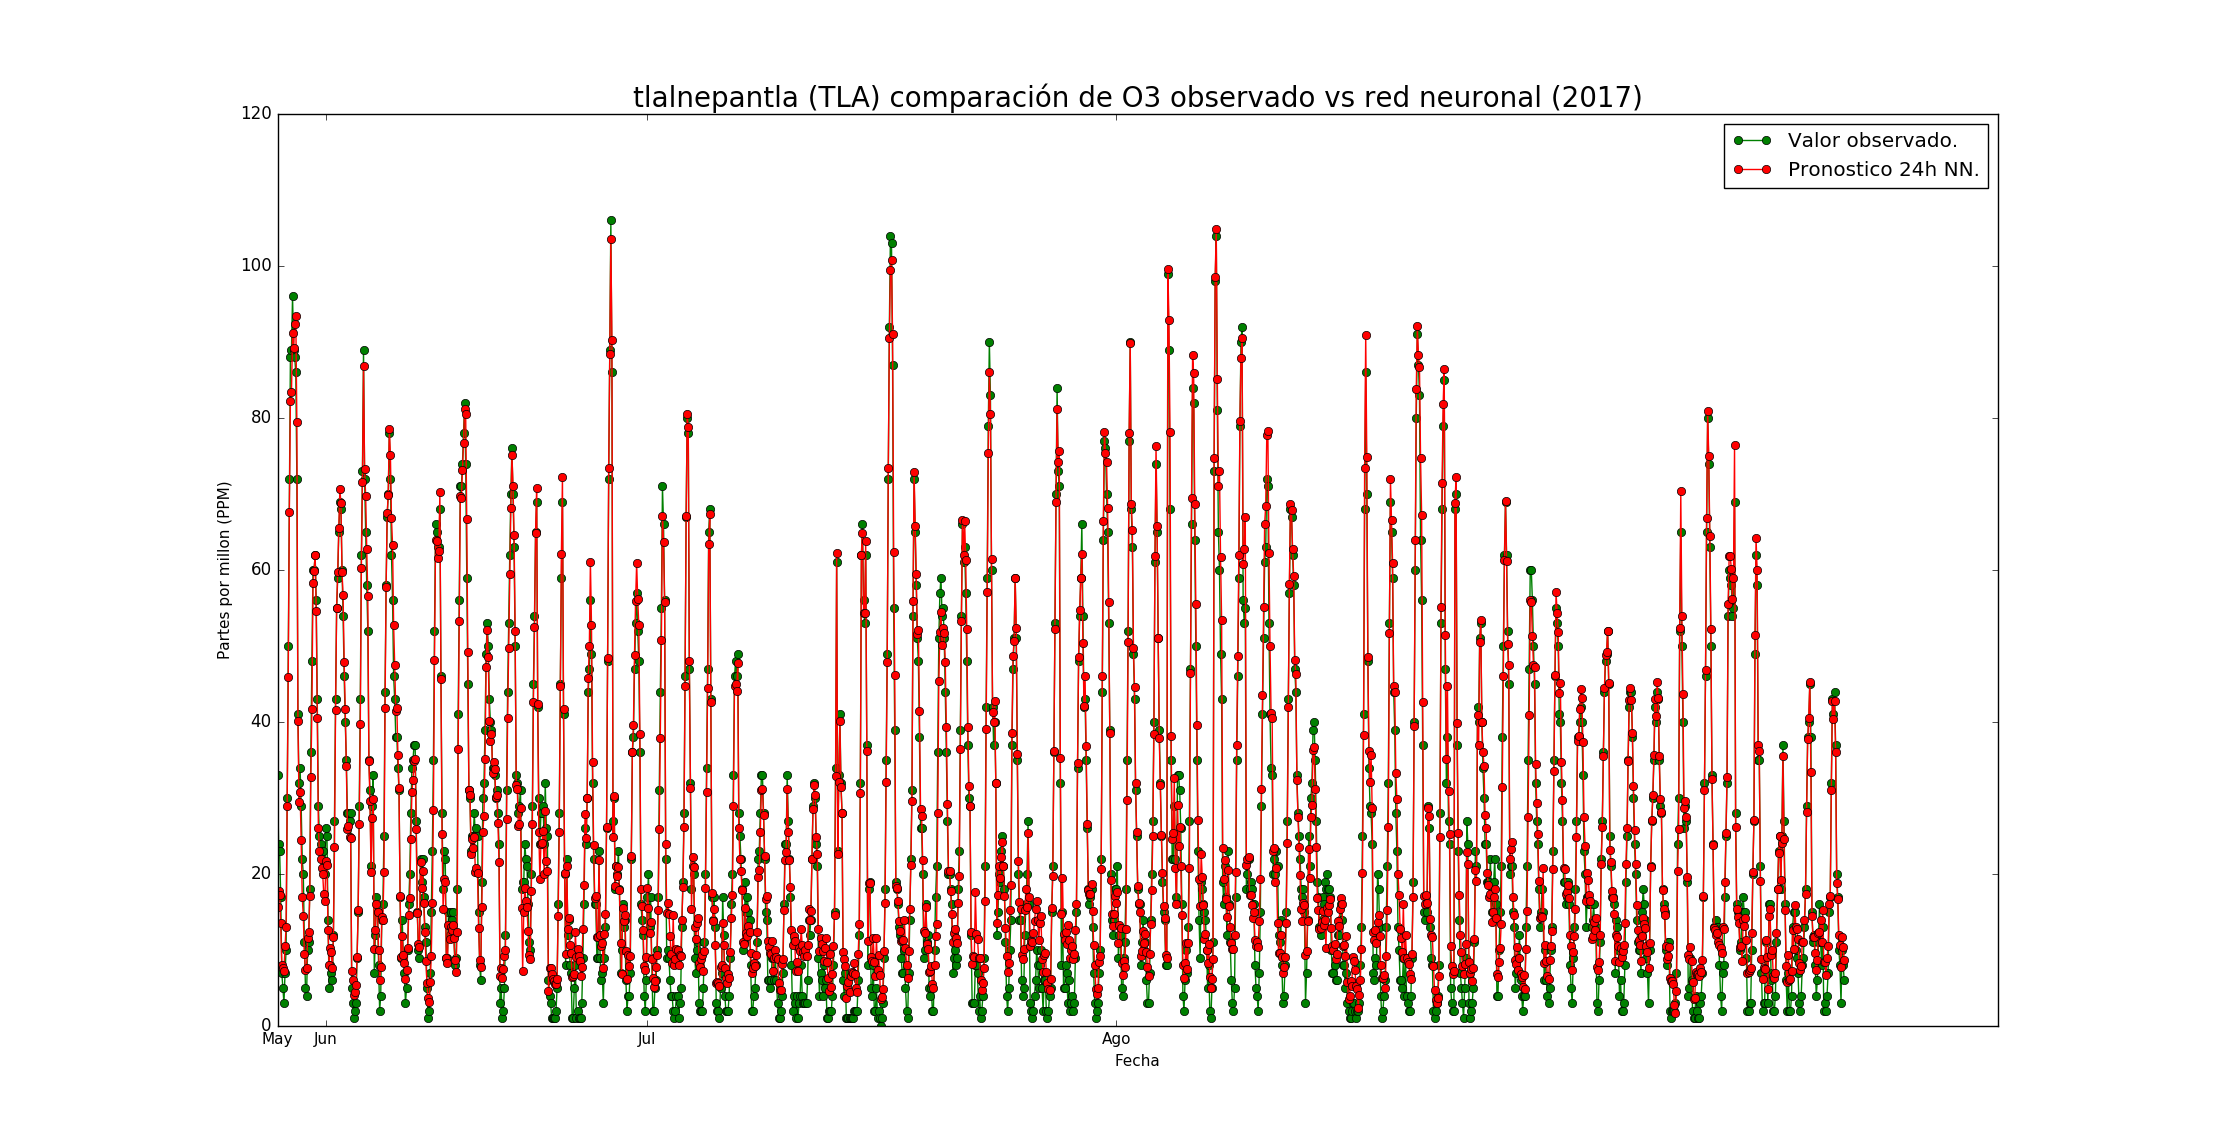 tlalnepantla (TLA) comparación de O3 observado vs red neuronal (2017)
120
100
80
60
40
20
0
Partes por millon (PPM)
Valor observado.
Pronostico 24h NN.
May Jun Jul Ago
Fecha